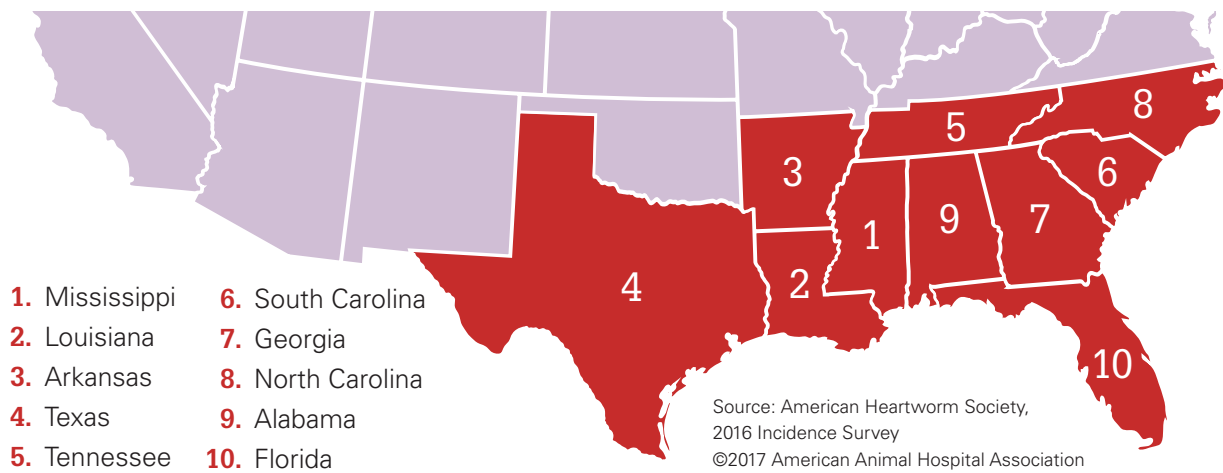 8
5
3
6
7
9
1
4
2
10
1. Mississippi
2. Louisiana
3. Arkansas
4. Texas
5. Tennessee
6. South Carolina
7. Georgia
8. North Carolina
9. Alabama
10. Florida
Source: American Heartworm Society,
2016 Incidence Survey
©2017 American Animal Hospital Association